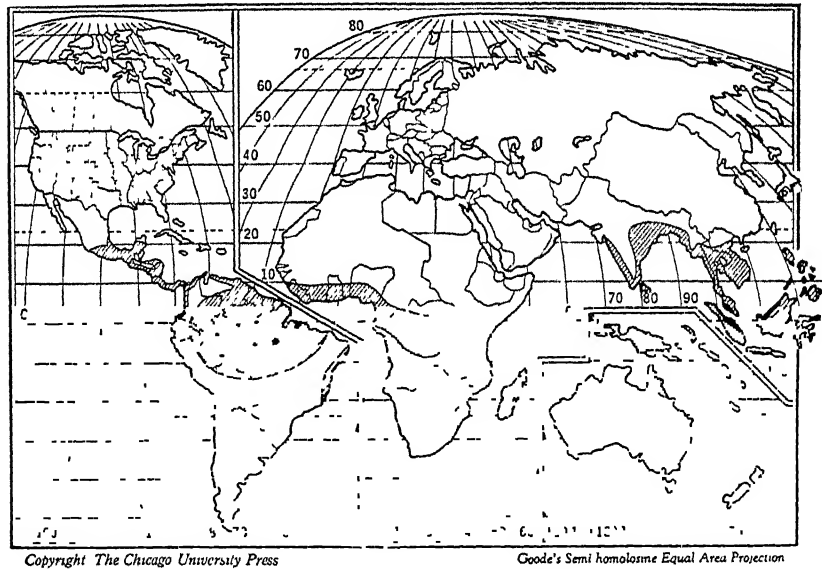 80
70
60
50
40
30
20
10
70 80 90
Copyright The Chicago University Press
Goode's Semi homolosme Equal Area Projection